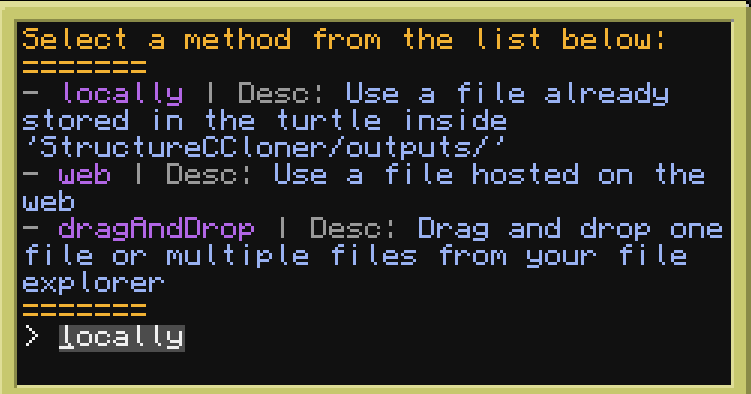 Select a method from the list below:
=======
- locally | Desc: Use a file already
stored in the turtle inside
'StructureCCloner/outputs/'
- web | Desc: Use a file hosted on the
web
- dragAndDrop | Desc: Drag and drop one
file or multiple files from your file
explorer
=======
> locally